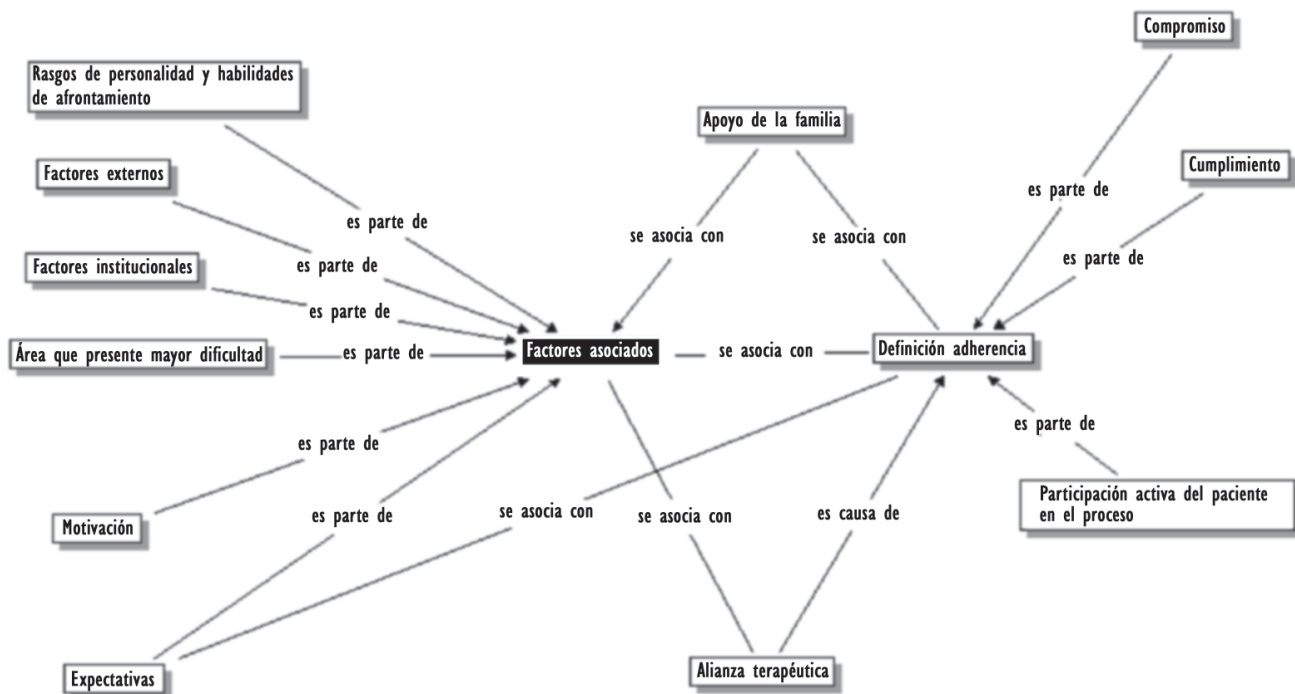 Compromiso
Rasgos de personalidad y habilidades
de afrontamiento
Apoyo de la familia
Factores externos
Cumplimiento
es parte de
es parte de
se asocia con
se asocia con
Factores institucionales
es parte de
es parte de
es parte de
Área que presente mayor dificultad
es parte de
Factores asociados
se asocia con
Definición adherencia
es parte de
es parte de
Participación activa del paciente
en el proceso
Motivación
es parte de
se asocia con
se asocia con
es causa de
Expectativas
Alianza terapéutica